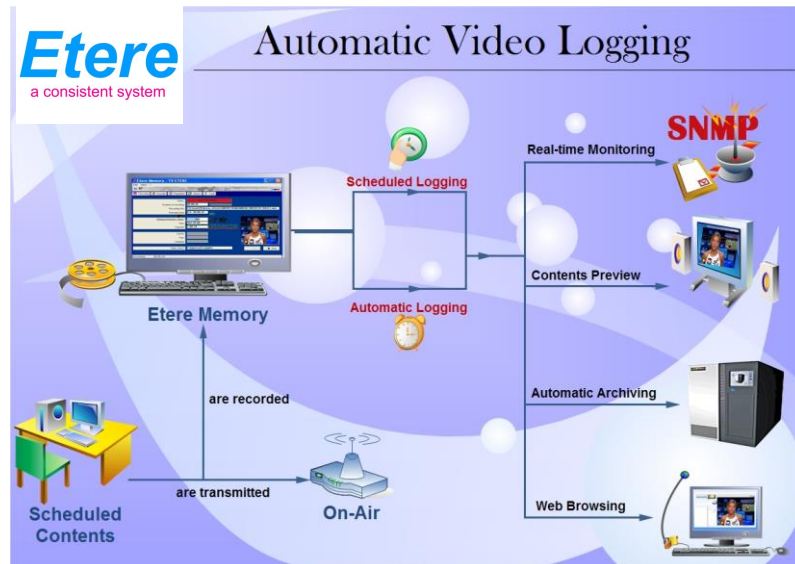 Etere
a consistent system
Automatic Video Logging
SNMP
Real-time Monitoring
Scheduled Logging
Contents Preview
Automatic Logging
Etere Memory
Automatic Archiving
are recorded
are transmitted
On-Air
Web Browsing
Scheduled
Contents